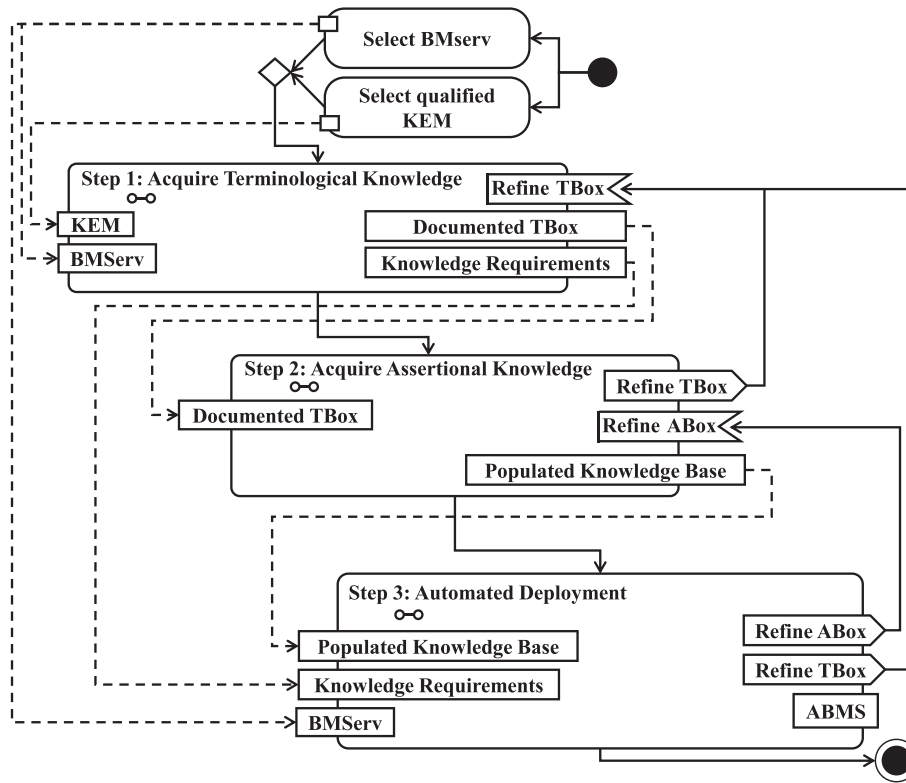 Select BMserv
Select qualified
KEM
Step 1: Acquire Terminological Knowledge
Refine TBox
KEM
Documented TBox
BMServ
Knowledge Requirements
Step 2: Acquire Assertional Knowledge
Refine TBox
Documented TBox
Refine ABox
Populated Knowledge Base
Step 3: Automated Deployment
Refine ABox
Populated Knowledge Base
Refine TBox
Knowledge Requirements
ABMS
BMServ